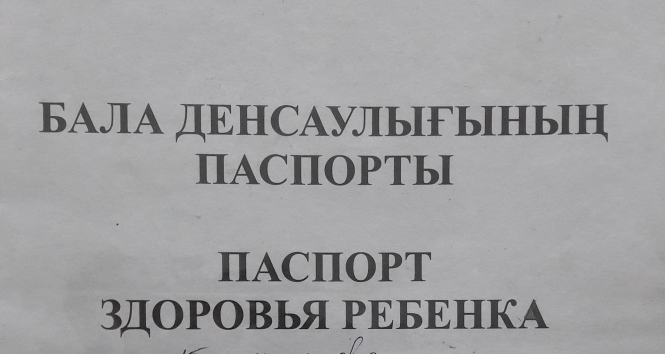 БАЛА ДЕНСАУЛЫҒЫНЫҢ
ПАСПОРТЫ
ПАСПОРТ
ЗДОРОВЬЯ РЕБЕНКА